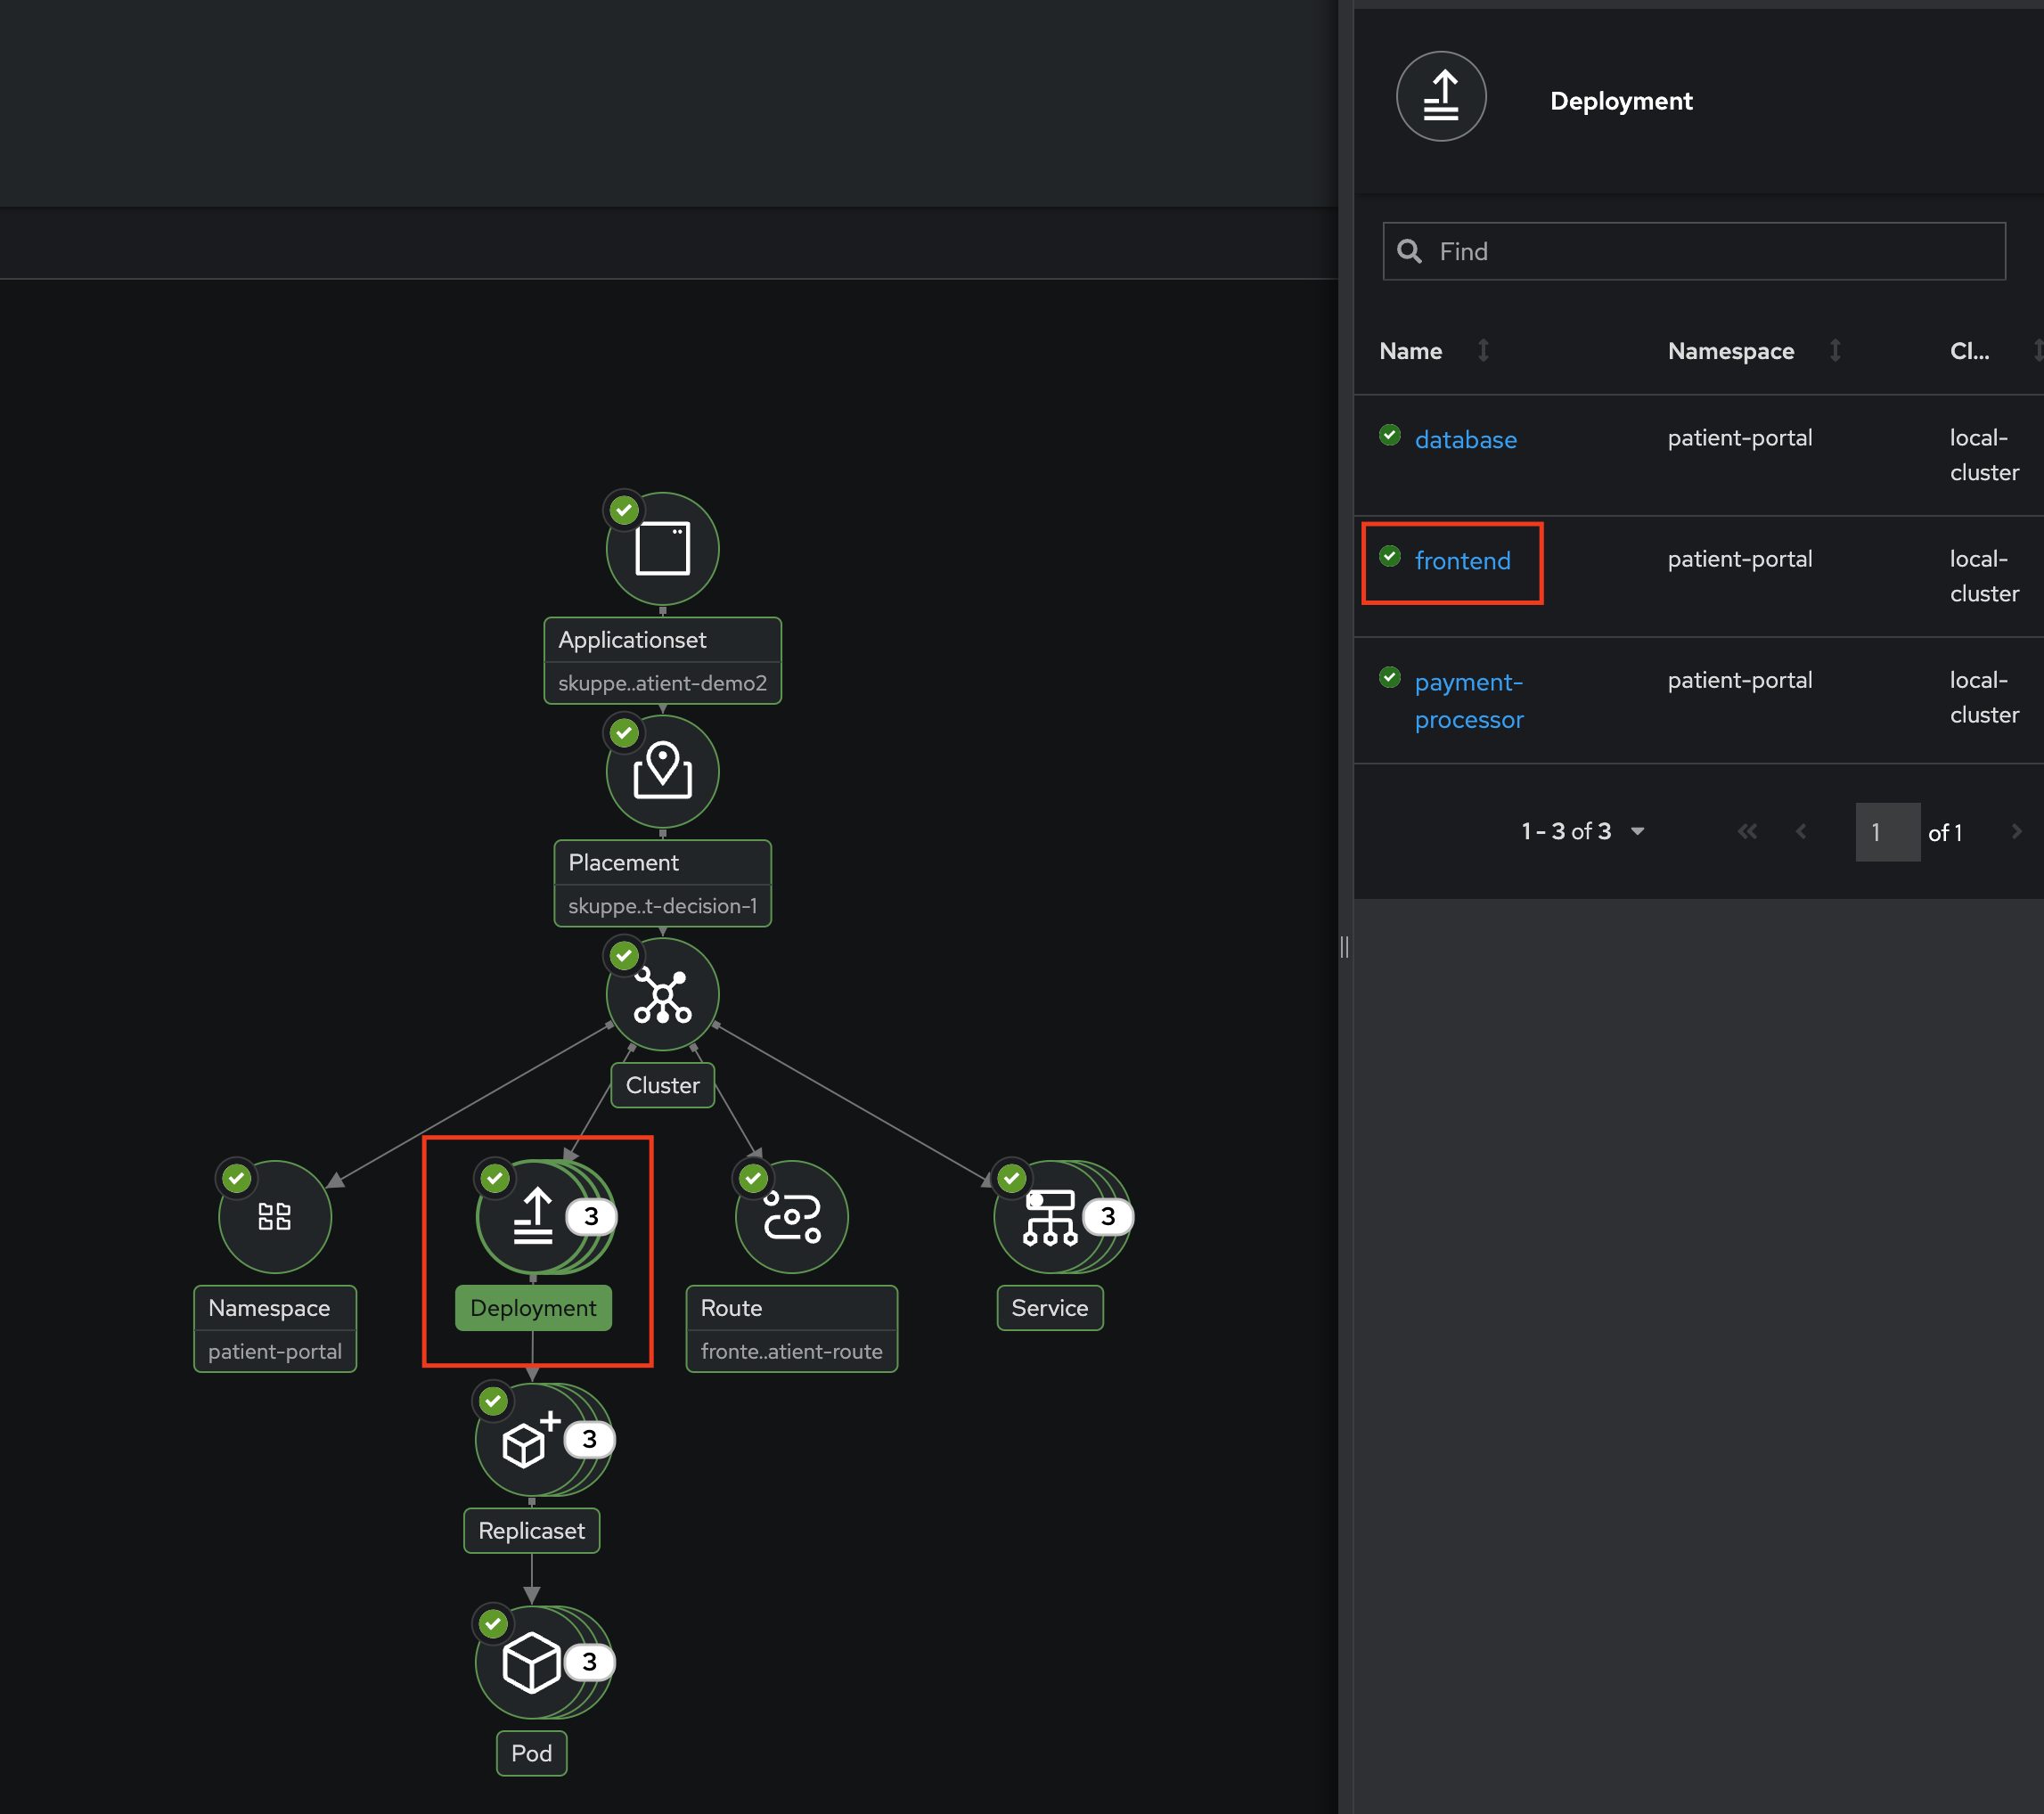 Applicationset
skuppe..atient-demo2
Placement
skuppe..t-decision-1
Cluster
3
3
Namespace
patient-portal
Deployment
Route
fronte..atient-route
Service
3
Replicaset
3
Pod
Deployment
Find
Name Namespace Cl...
database patient-portal local-
cluster
frontend patient-portal local-
cluster
payment- patient-portal local-
processor cluster
1 - 3 of 3 1 of 1